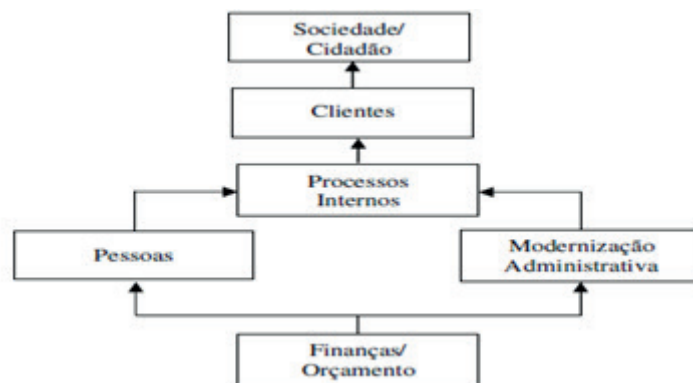 Sociedade/
Cidadão
Clientes
Processos
Internos
Pessoas
Modernização
Administrativa
Finanças/
Orçamento